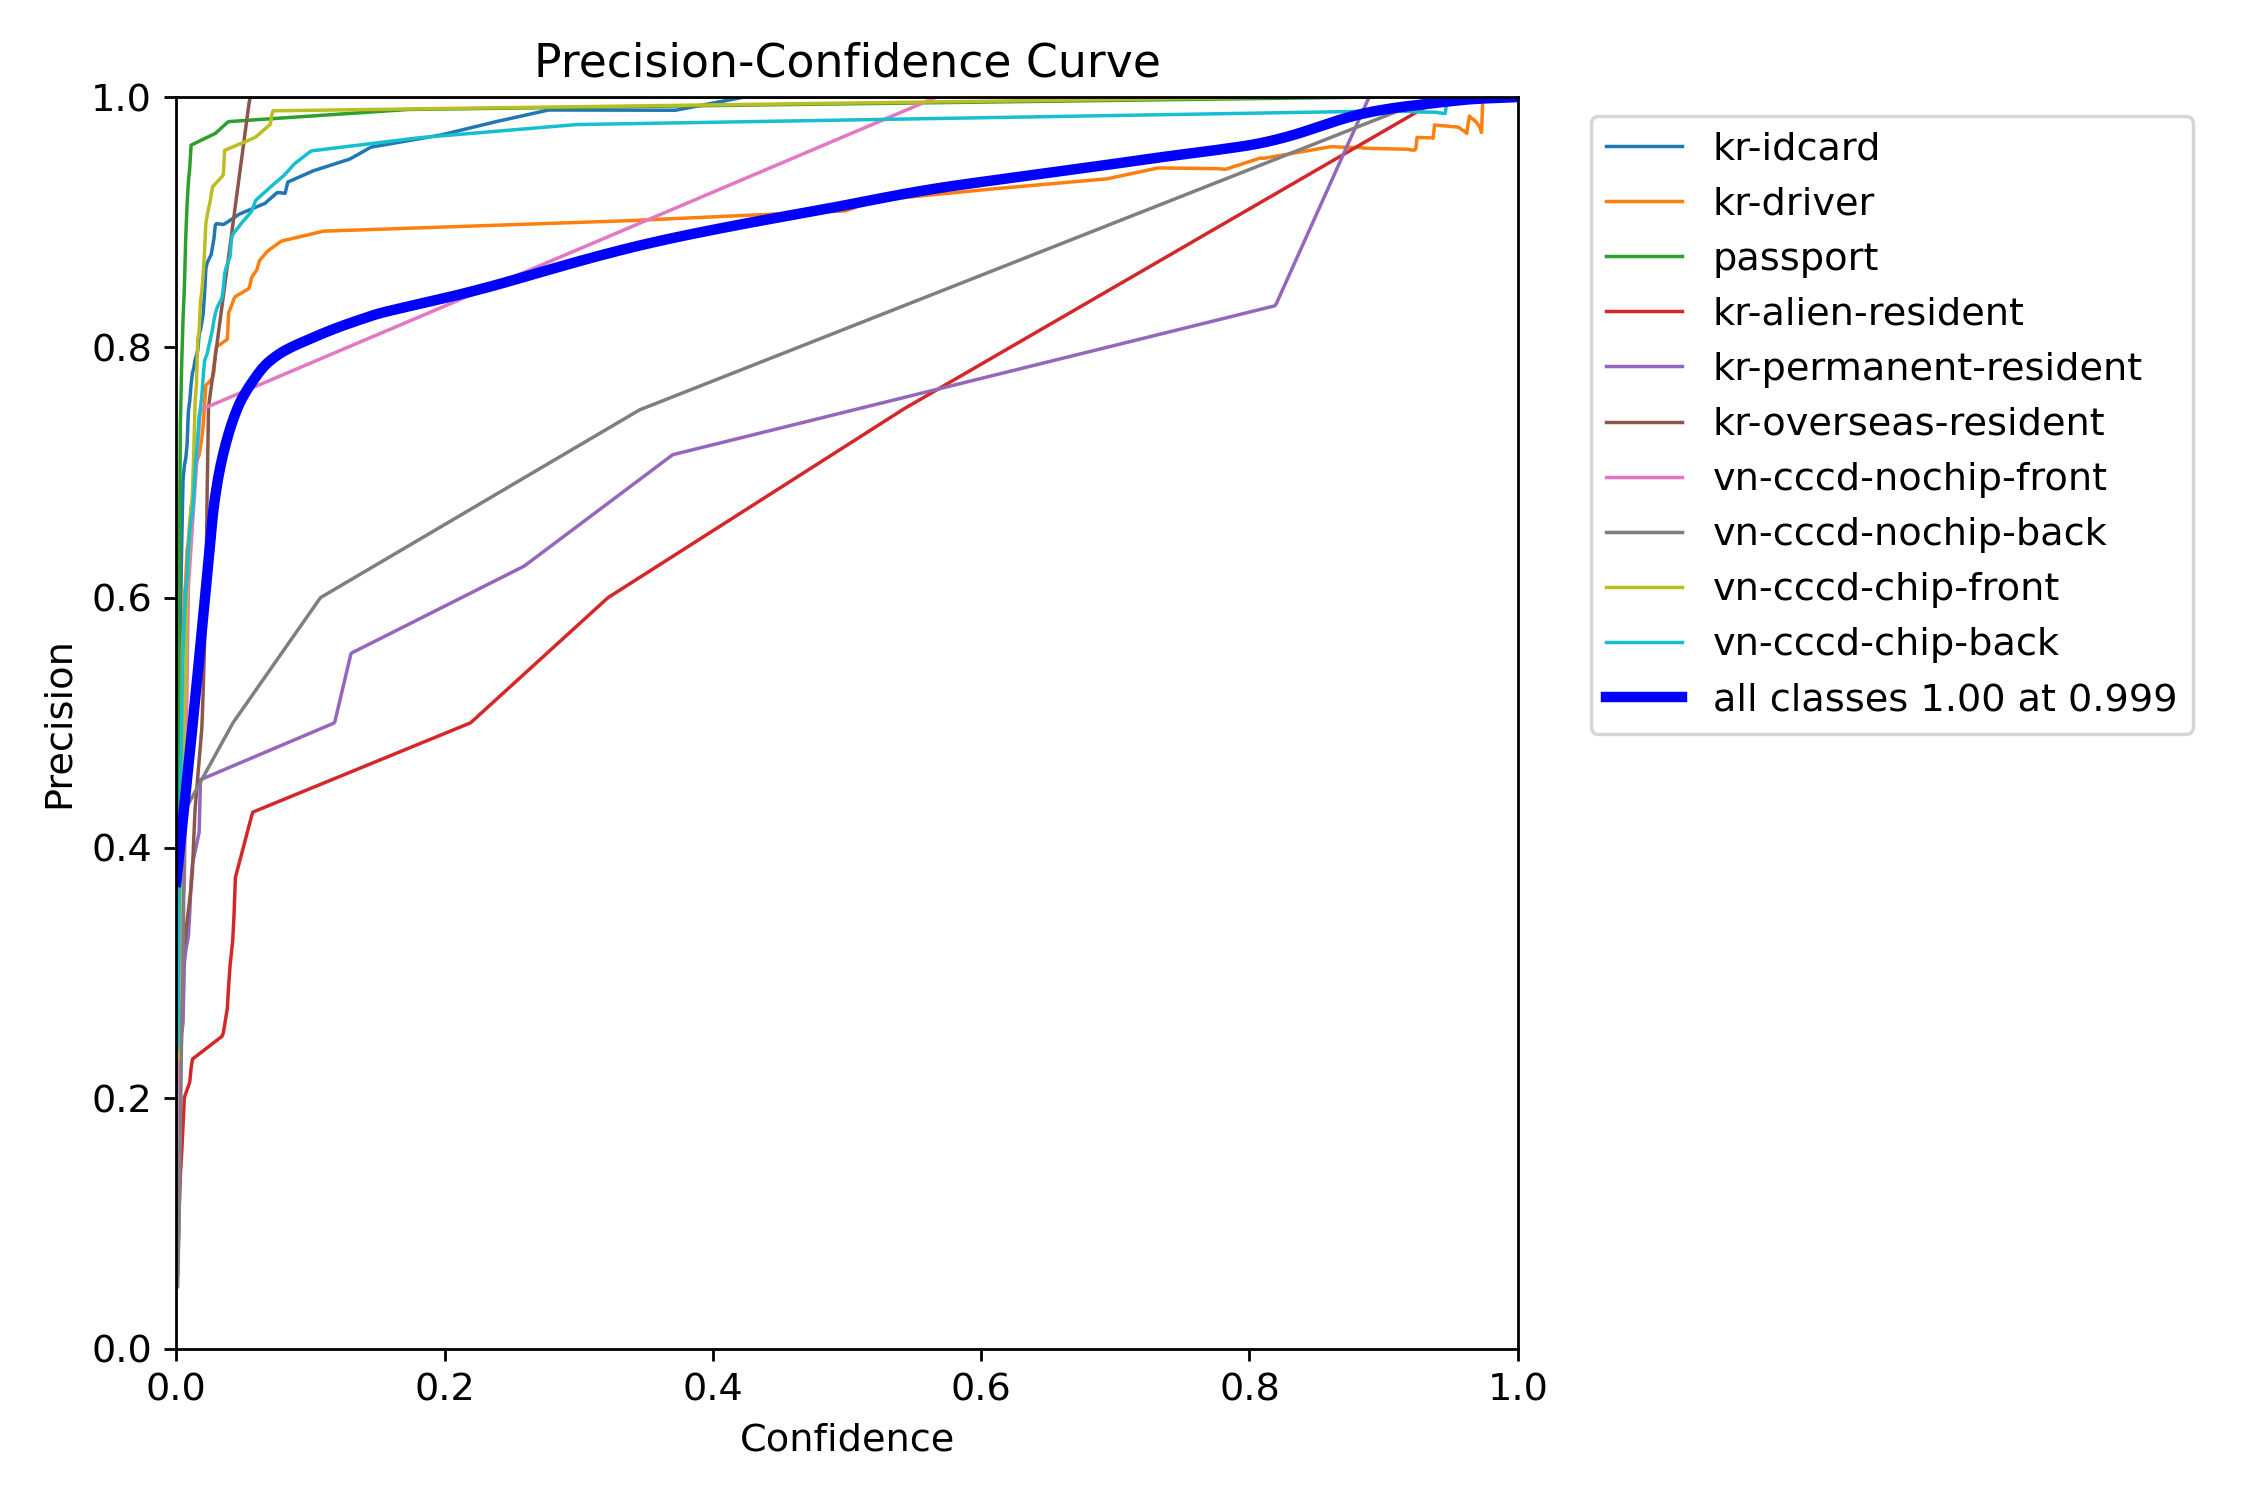 Precision-Confidence Curve
1.0
0.8
0.6
0.4
0.2
0.0
Precision
0.0 0.2 0.4 0.6 0.8 1.0
Confidence
kr-idcard
kr-driver
passport
kr-alien-resident
kr-permanent-resident
kr-overseas-resident
vn-cccd-nochip-front
vn-cccd-nochip-back
vn-cccd-chip-front
vn-cccd-chip-back
all classes 1.00 at 0.999